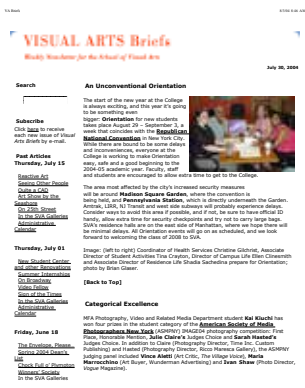 VISUAL ARTS Briefs
Weekly Newsletter for the School of Visual Arts
July 30, 2004
Search
Subcribe
Click here to receive
each new issue of Visual
Arts Briefs by e-mail.
Past Articles
Thursday, July 15
Reactive Art
Seeing Other People
Quite a CAD
Art Show by the
Seashore
On 25th Street
In the SVA Galleries
Administrative
Calendar
Thursday, July 01
New Student Center
and other Renovations
Summer Internships
On Broadway
Video Fellow
Sign of the Times
In the SVA Galleries
Administrative
Calendar
Friday, June 18
The Envelope, Please...
Spring 2004 Dean's
List
Check Full o' Plympton
Womens' Society
In the SVA Galleries
An Unconventional Orientation
The start of the new year at the College
is always exciting, and this year it's going
to be something even
bigger: Orientation for new students
takes place August 29 – September 3, a
week that coincides with the Republican
National Convention in New York City.
While there are bound to be some delays
and inconveniences, everyone at the
College is working to make Orientation
easy, safe and a good beginning to the
2004-05 academic year. Faculty, staff
and students are encouraged to allow extra time to get to the College.
The area most affected by the city's increased security measures
will be around Madison Square Garden, where the convention is
being held, and Pennsylvania Station, which is directly underneath the Garden.
Amtrak, LIRR, NJ Transit and west side subways will probably experience delays.
Consider ways to avoid this area if possible, and if not, be sure to have official ID
handy, allow extra time for security checkpoints and try not to carry large bags.
SVA's residence halls are on the east side of Manhattan, where we hope there will
be minimal delays. All Orientation events will go on as scheduled, and we look
forward to welcoming the class of 2008 to SVA.
Image: (left to right) Coordinator of Health Services Christine Gilchrist, Associate
Director of Student Activities Tina Crayton, Director of Campus Life Ellen Climenrith
and Associate Director of Residence Life Shadia Sachedina prepare for Orientation;
photo by Brian Glaser.
[Back to Top]
Categorical Excellence
MFA Photography, Video and Related Media Department student Kai Kiuchi has
won four prizes in the student category of the American Society of Media
Photographers New York (ASMPNY) IMAGE04 photography competition: First
Place, Honorable Mention, Julie Claire's Judge Choice and Sarah Hasted's
Judges Choice. In addition to Claire (Photography Director, Time Inc. Custom
Publishing) and Hasted (Photography Director, Ricco Maresca Gallery), the ASMPNY
judging panel included Vince Aletti (Art Critic, The Village Voice), Maria
Marrocchino (Art Buyer, Wunderman Advertising) and Ivan Shaw (Photo Director,
Vogue Magazine).